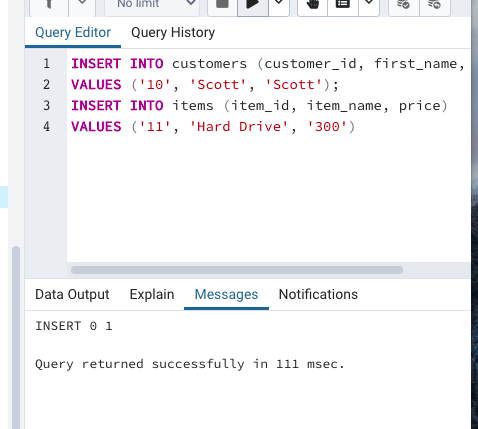 No limit
Query Editor Query History
1 INSERT INTO customers (customer_id, first_name,
2 VALUES ('10', 'Scott', 'Scott');
3 INSERT INTO items (item_id, item_name, price)
4 VALUES ('11', 'Hard Drive', '300')
Data Output Explain Messages Notifications
INSERT 0 1
Query returned successfully in 111 msec.